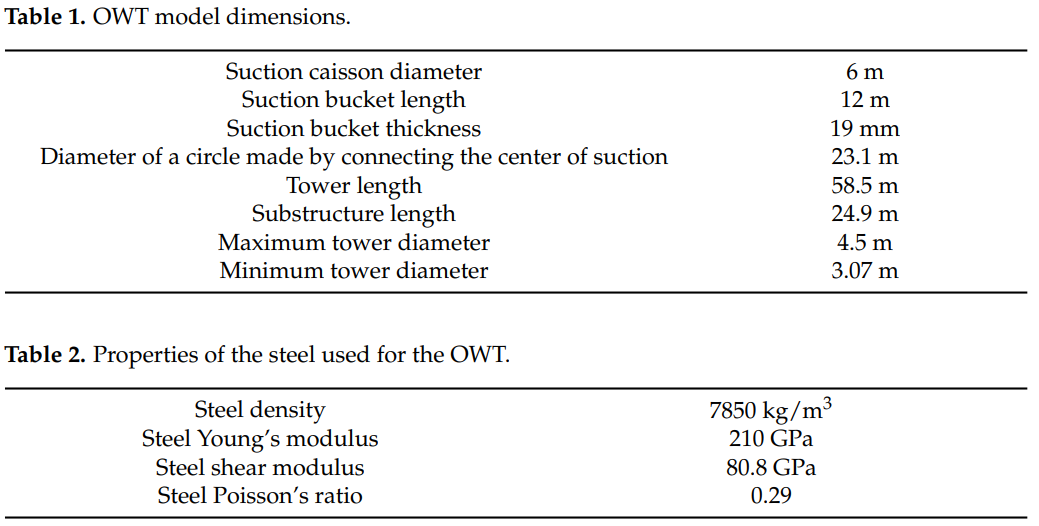 Table 1. OWT model dimensions.
Suction caisson diameter 6 m
Suction bucket length 12 m
Suction bucket thickness 19 mm
Diameter of a circle made by connecting the center of suction 23.1 m
Tower length 58.5 m
Substructure length 24.9 m
Maximum tower diameter 4.5 m
Minimum tower diameter 3.07 m
Table 2. Properties of the steel used for the OWT.
Steel density 7850 kg/m³
Steel Young’s modulus 210 GPa
Steel shear modulus 80.8 GPa
Steel Poisson’s ratio 0.29